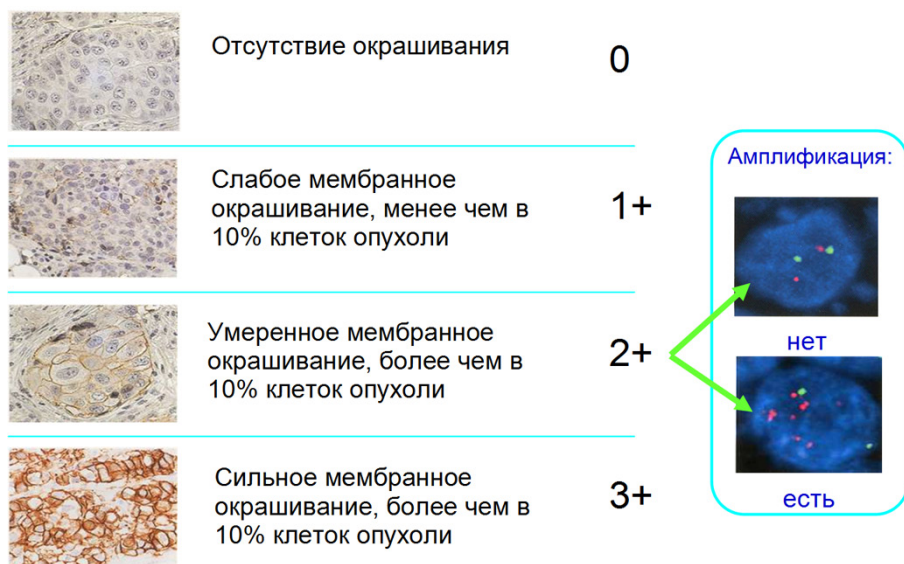 Отсутствие окрашивания
0
Слабое мембранное
окрашивание, менее чем в
10% клеток опухоли
1+
Умеренное мембранное
окрашивание, более чем в
10% клеток опухоли
2+
Сильное мембранное
окрашивание, более чем в
10% клеток опухоли
3+
Амплификация:
нет
есть